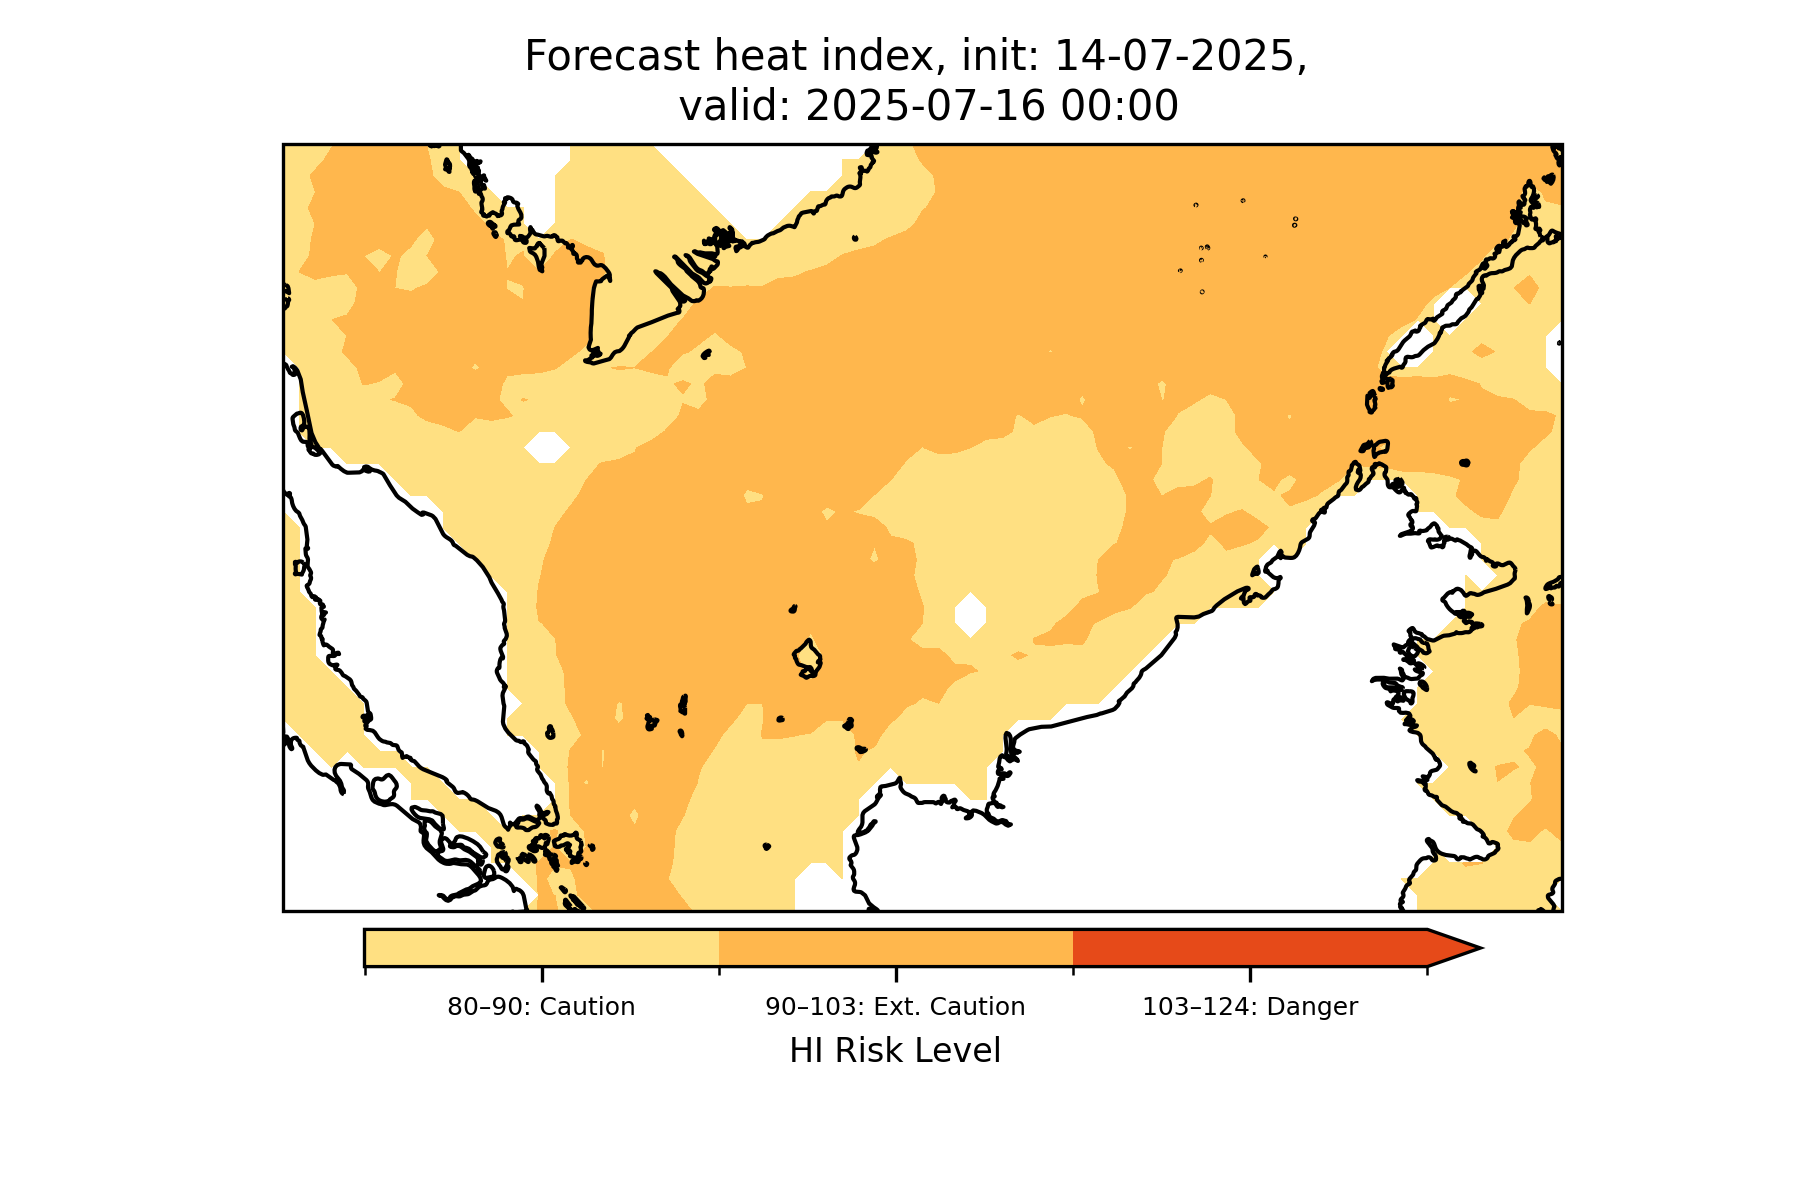 Forecast heat index, init: 14-07-2025,
valid: 2025-07-16 00:00
80–90: Caution
90–103: Ext. Caution
103–124: Danger
HI Risk Level